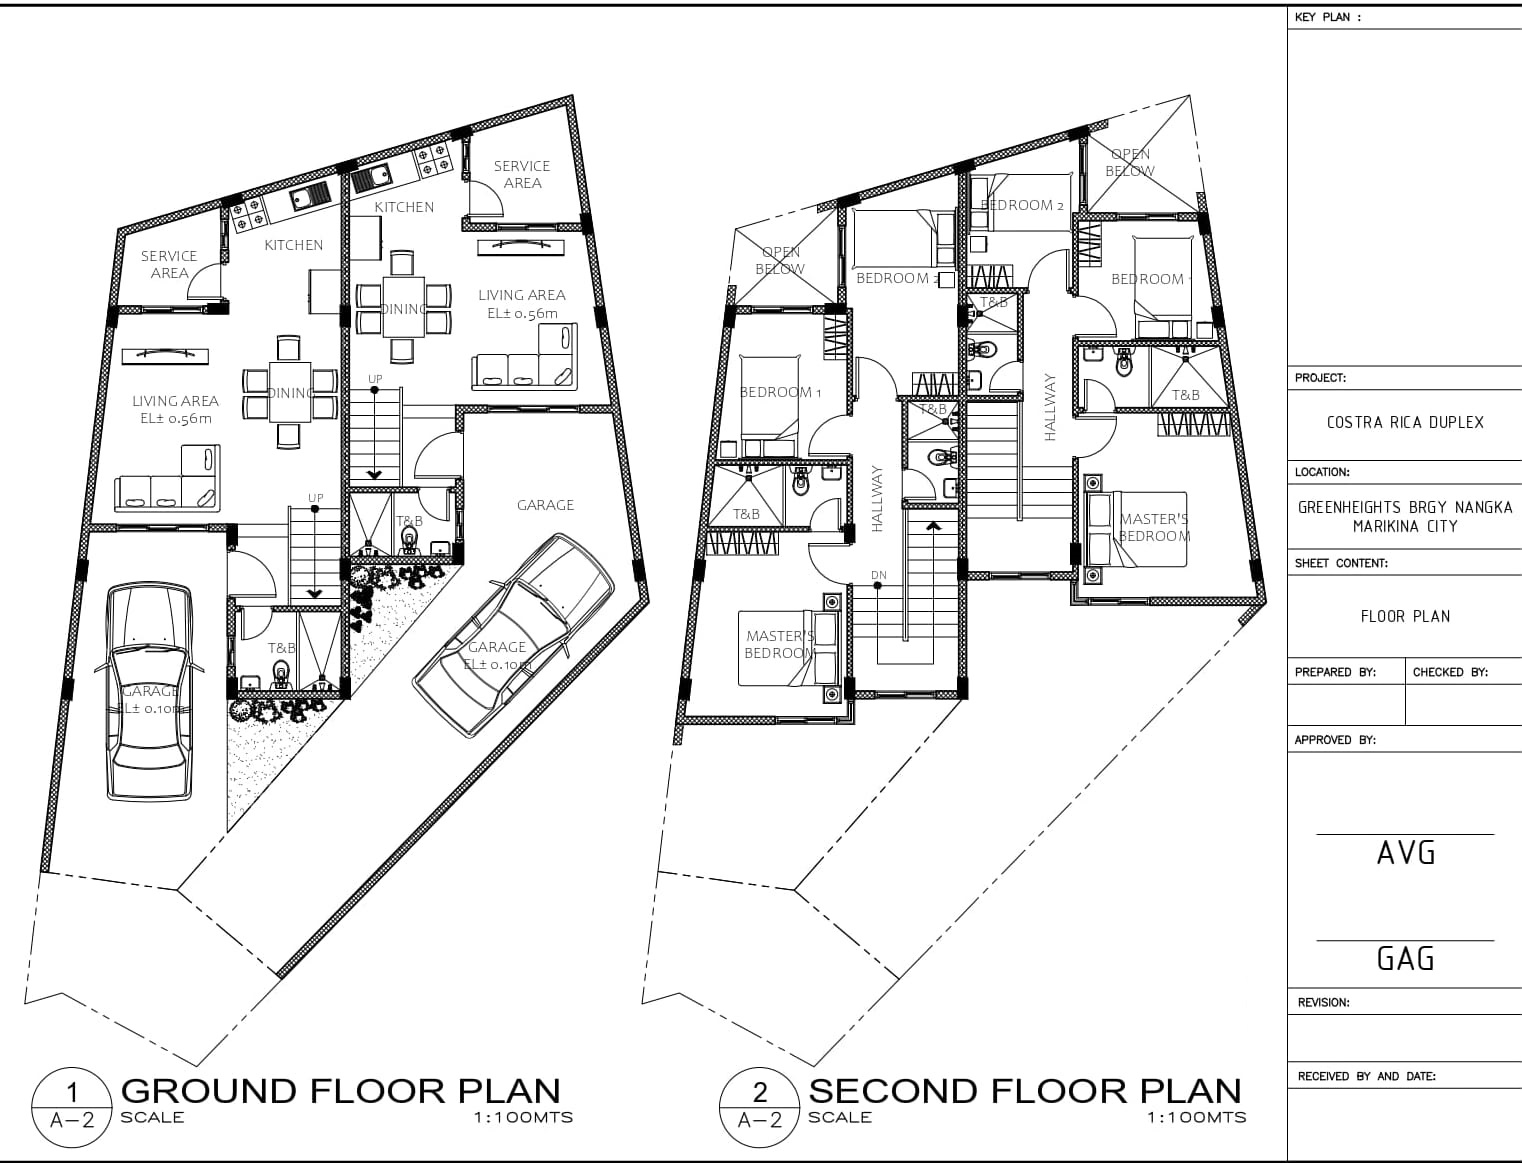 SERVICE
AREA
KITCHEN
SERVICE
AREA
KITCHEN
LIVING AREA
EL± 0.56m
DINING
LIVING AREA
EL± 0.56m
DINING
UP
UP
GARAGE
T&B
T&B
GARAGE
EL± 0.10m
GARAGE
EL± 0.10m
1
A-2
GROUND FLOOR PLAN
SCALE
1:100MTS
OPEN
BELOW
BEDROOM 2
OPEN
BELOW
BEDROOM 2
BEDROOM 1
T&B
BEDROOM 1
T&B
T&B
HALLWAY
HALLWAY
T&B
MASTER'S
BEDROOM
DN
MASTER'S
BEDROOM
2
A-2
SECOND FLOOR PLAN
SCALE
1:100MTS
KEY PLAN :
PROJECT:
COSTRA RICA DUPLEX
LOCATION:
GREENHEIGHTS BRGY NANGKA
MARIKINA CITY
SHEET CONTENT:
FLOOR PLAN
PREPARED BY:
CHECKED BY:
APPROVED BY:
AVG
GAG
REVISION:
RECEIVED BY AND DATE: